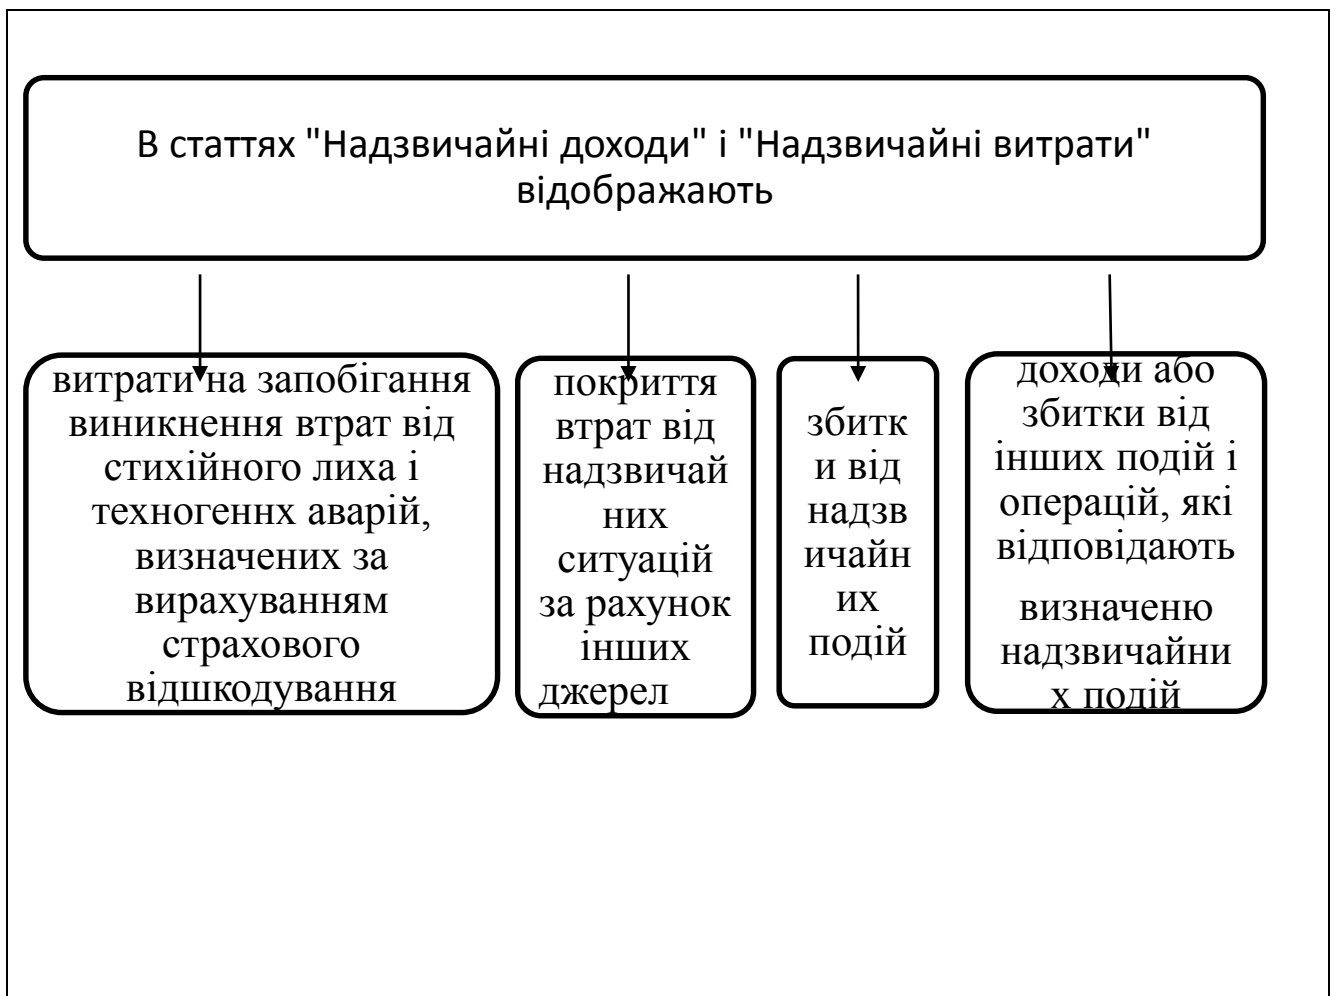 В статтях "Надзвичайні доходи" і "Надзвичайні витрати"
відображають
витрати на запобігання
виникнення втрат від
стихійного лиха і
техногеннх аварій,
визначених за
вирахуванням
страхового
відшкодування
покриття
втрат від
надзвичай
них
ситуацій
за рахунок
інших
джерел
збитк
и від
надзв
ичайн
их
подій
доходи або
збитки від
інших подій і
операцій, які
відповідають
визначеню
надзвичайни
х подій